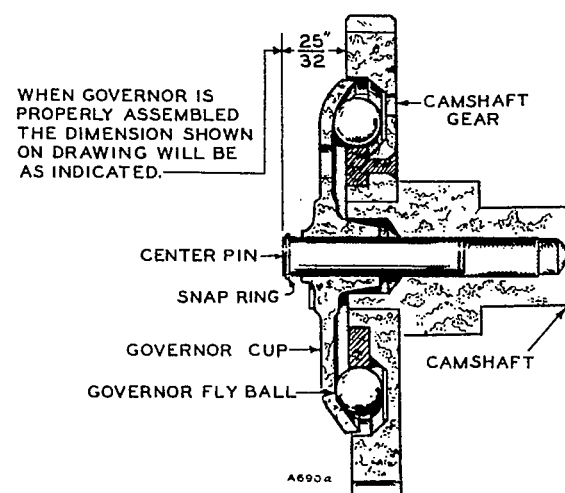 25"
32
WHEN GOVERNOR IS
PROPERLY ASSEMBLED
THE DIMENSION SHOWN
ON DRAWING WILL BE
AS INDICATED.
CAMSHAFT
GEAR
CENTER PIN
SNAP RING
GOVERNOR CUP
CAMSHAFT
GOVERNOR FLY BALL
A690a